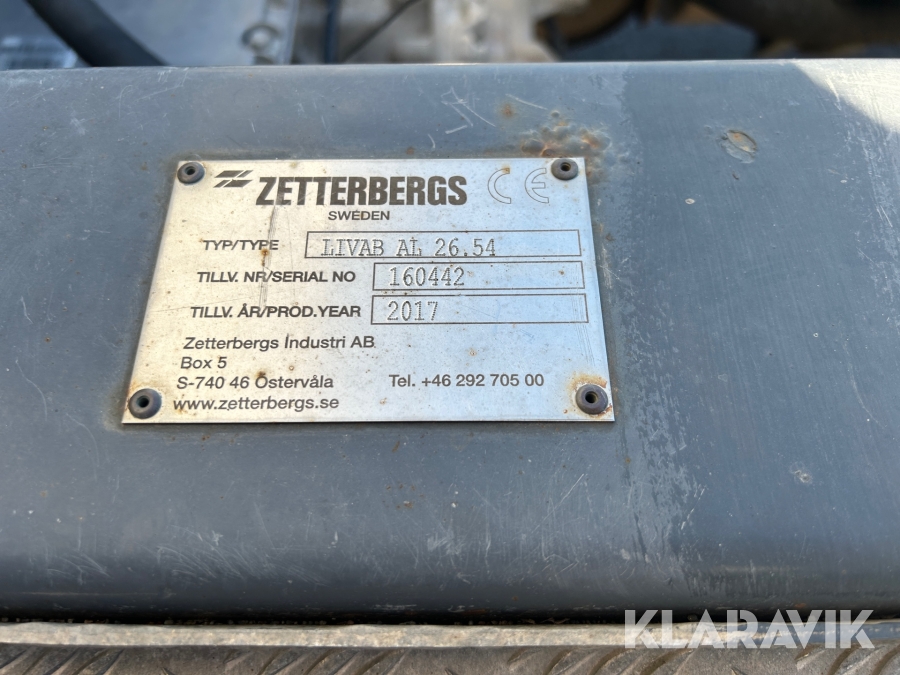 ZETTERBERGS CE
SWEDEN
TYP/TYPE LIVAB AL 26.54
TILLV. NR/SERIAL NO 160442
TILLV. ÅR/PROD.YEAR 2017
Zetterbergs Industri AB
Box 5
S-740 46 Östervåla Tel. +46 292 705 00
www.zetterbergs.se
KLARAVIK